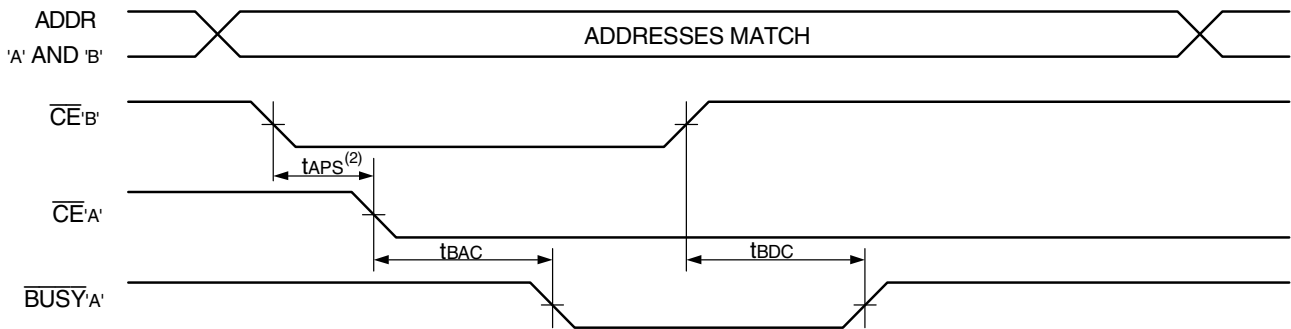 ADDR
'A' AND 'B'
ADDRESSES MATCH
CE'B'
tAPS(2)
CE'A'
tBAC
tBDC
BUSY'A'